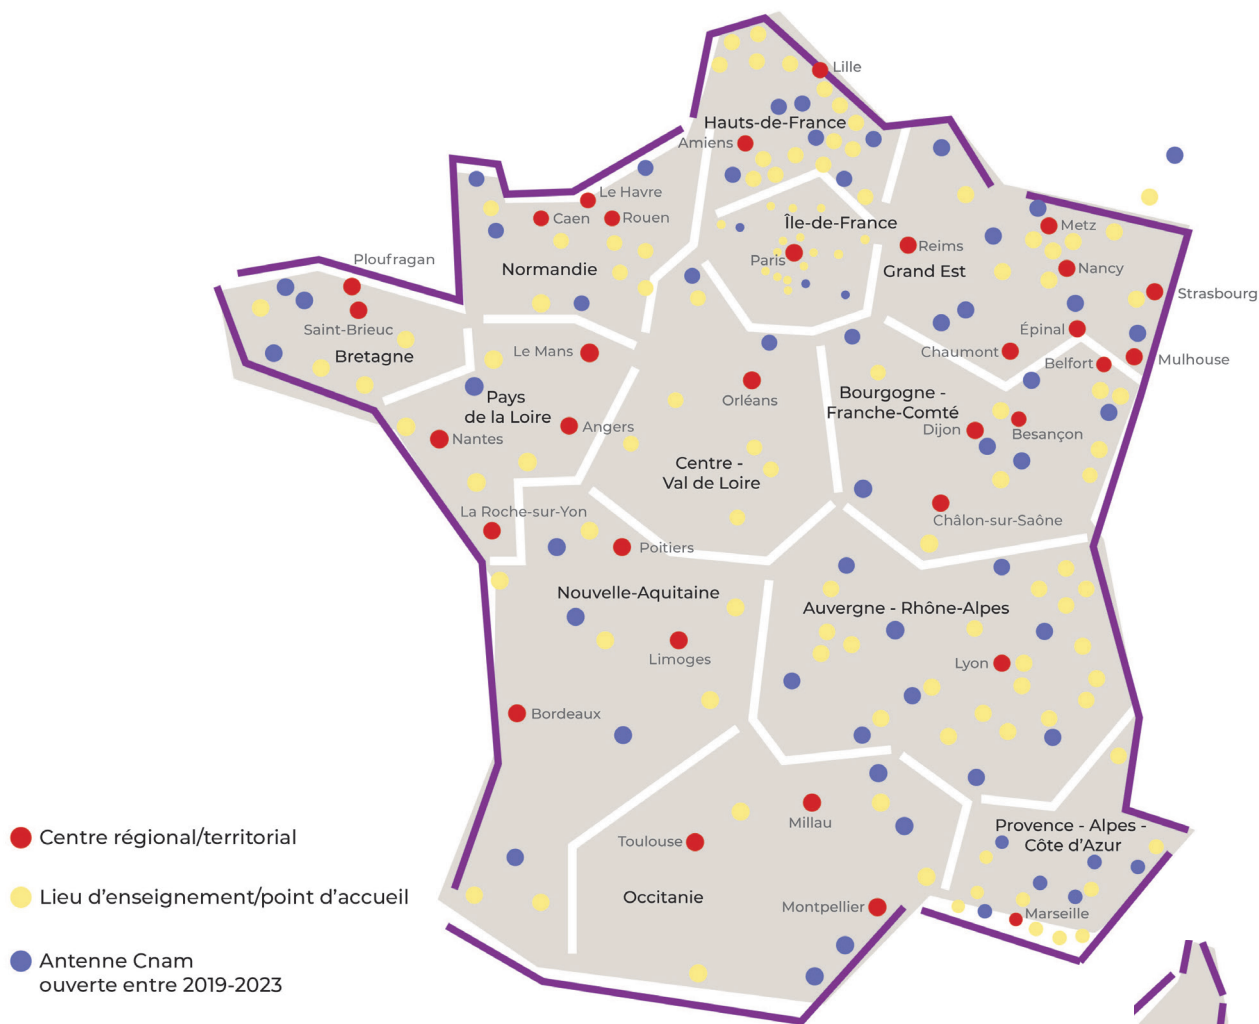 Lille
Hauts-de-France
Amiens
Le Havre
Caen
Rouen
Île-de-France
Metz
Ploufragan
Normandie
Paris
Reims
Grand Est
Nancy
Strasbourg
Saint-Brieuc
Bretagne
Le Mans
Épinal
Chaumont
Belfort
Mulhouse
Pays
de la Loire
Orléans
Bourgogne -
Franche-Comté
Nantes
Angers
Dijon
Besançon
Centre -
Val de Loire
La Roche-sur-Yon
Châlon-sur-Saône
Poitiers
Nouvelle-Aquitaine
Auvergne - Rhône-Alpes
Limoges
Lyon
Bordeaux
Millau
Provence - Alpes -
Côte d'Azur
Toulouse
Occitanie
Montpellier
Marseille
Centre régional/territorial
Lieu d'enseignement/point d'accueil
Antenne Cnam
ouverte entre 2019-2023